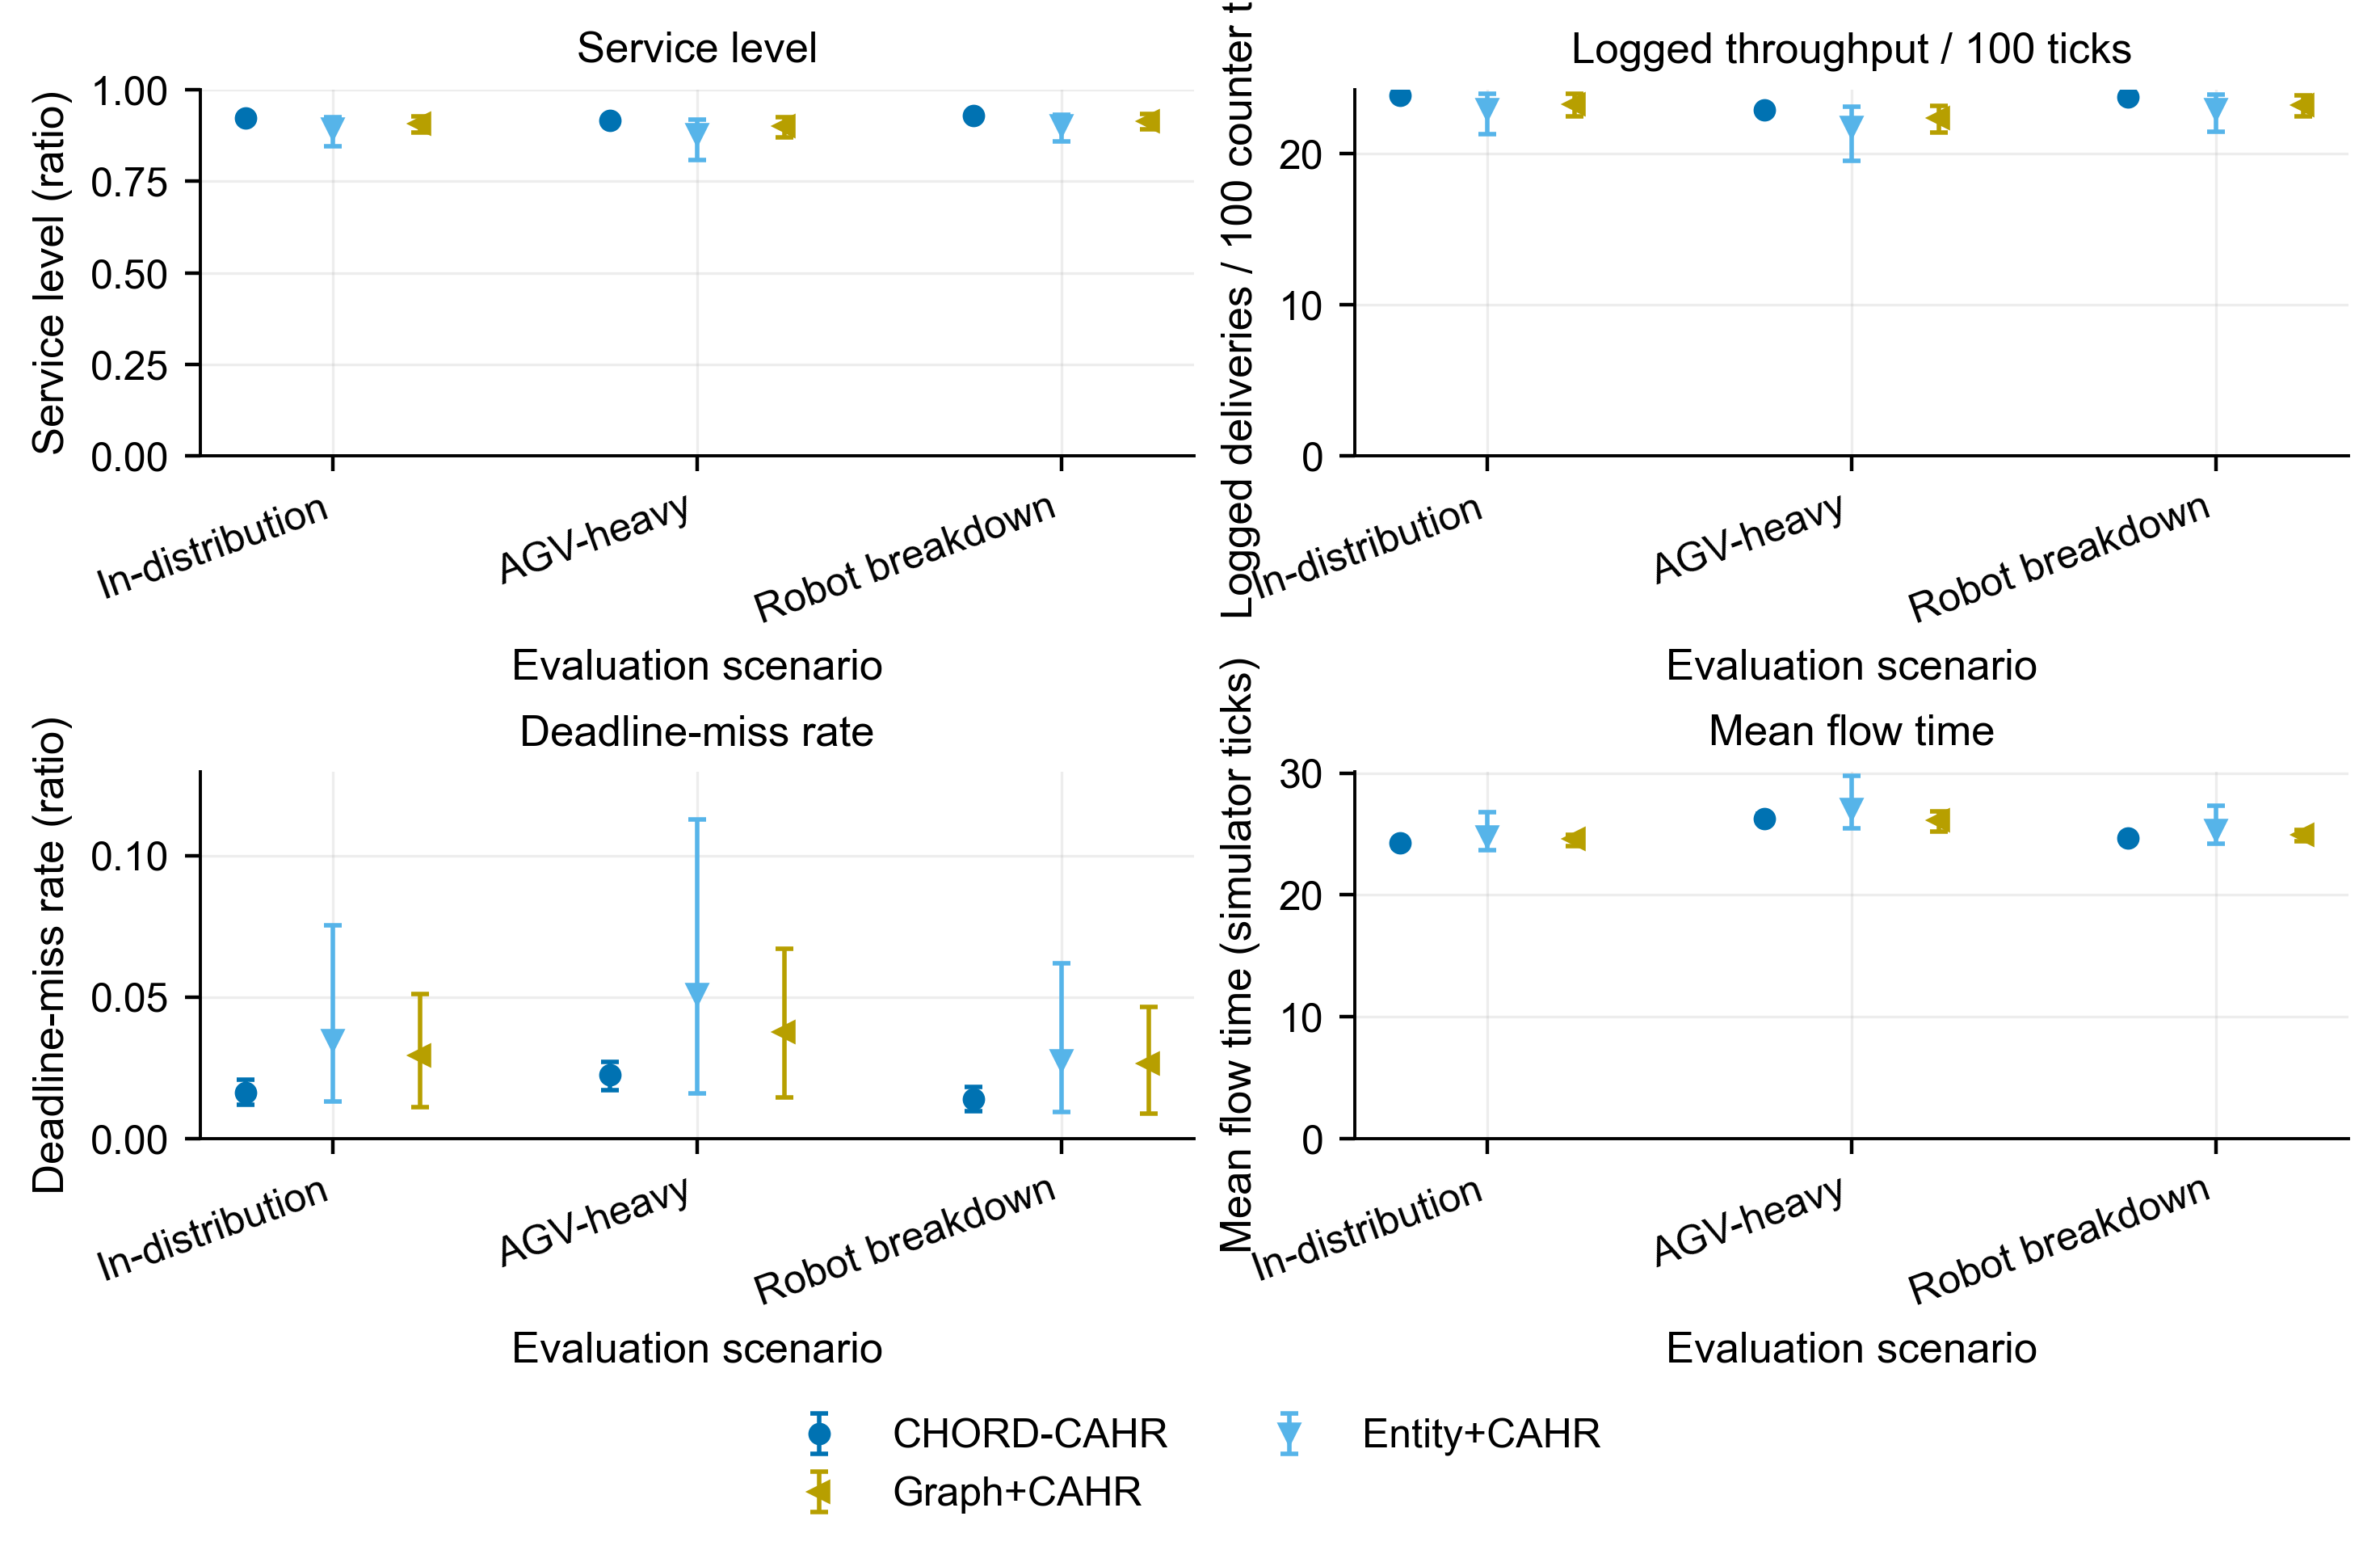 Service level
Service level (ratio)
1.00
0.75
0.50
0.25
0.00
In-distribution
AGV-heavy
Robot breakdown
Evaluation scenario
Logged throughput / 100 ticks
Logged deliveries / 100 counter t
20
10
0
In-distribution
AGV-heavy
Robot breakdown
Evaluation scenario
Deadline-miss rate
Deadline-miss rate (ratio)
0.10
0.05
0.00
In-distribution
AGV-heavy
Robot breakdown
Evaluation scenario
Mean flow time
Mean flow time (simulator ticks)
30
20
10
0
In-distribution
AGV-heavy
Robot breakdown
Evaluation scenario
CHORD-CAHR
Entity+CAHR
Graph+CAHR